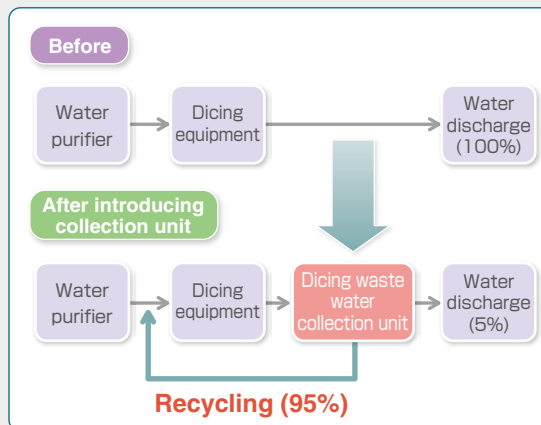 Before
Water
purifier
Dicing
equipment
Water
discharge
(100%)
After introducing
collection unit
Water
purifier
Dicing
equipment
Dicing waste
water
collection unit
Water
discharge
(5%)
Recycling (95%)